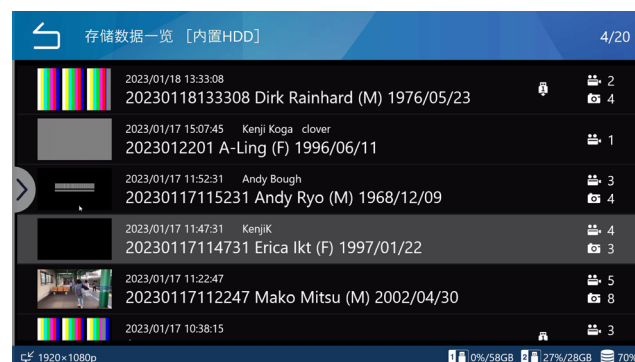 存储数据一览 ［内置HDD］ 4/20
2023/01/18 13:33:08
20230118133308 Dirk Rainhard (M) 1976/05/23
1
2
4
2023/01/17 15:07:45 Kenji Koga clover
2023012201 A-Ling (F) 1996/06/11
1
2023/01/17 11:52:31 Andy Bough
20230117115231 Andy Ryo (M) 1968/12/09
3
4
2023/01/17 11:47:31 KenjiK
20230117114731 Erica Ikt (F) 1997/01/22
4
3
2023/01/17 11:22:47
20230117112247 Mako Mitsu (M) 2002/04/30
5
8
2023/01/17 10:38:15
3
1920×1080p 1 0%/58GB 2 27%/28GB 70%